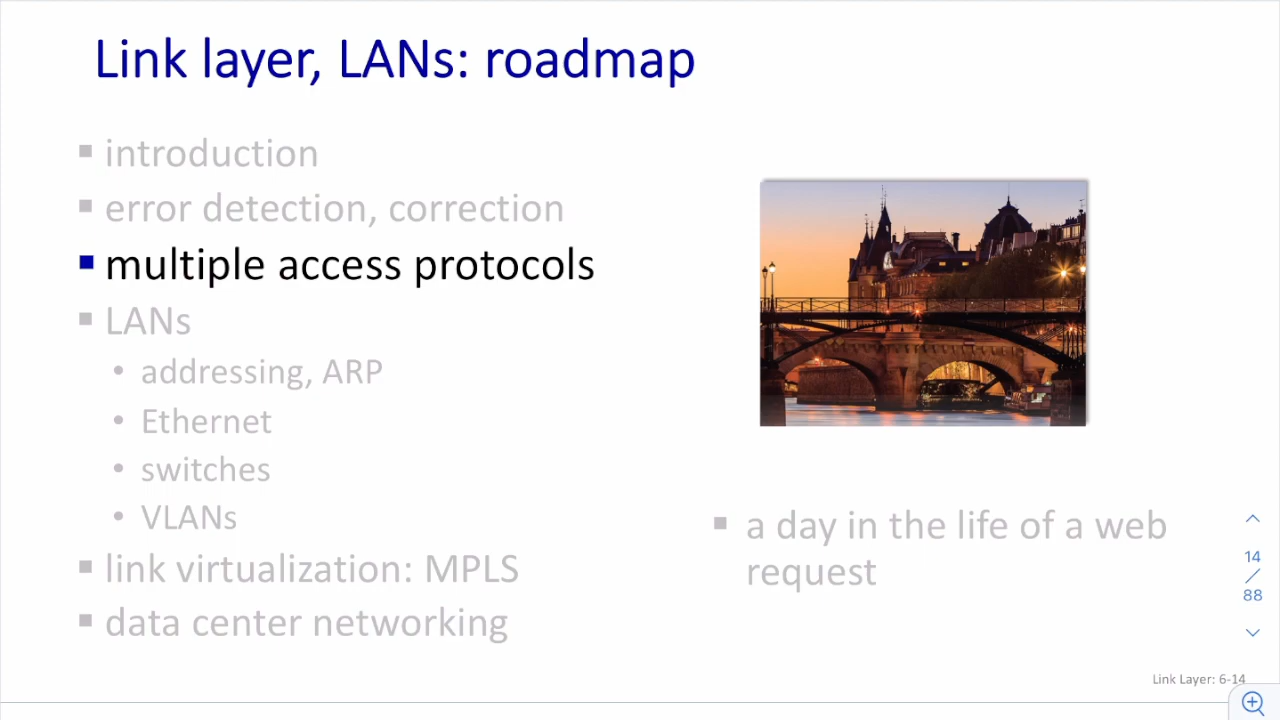 Link layer, LANs: roadmap
introduction
error detection, correction
multiple access protocols
LANs
addressing, ARP
Ethernet
switches
VLANs
link virtualization: MPLS
data center networking
a day in the life of a web
request
14
/
88
Link Layer: 6-14